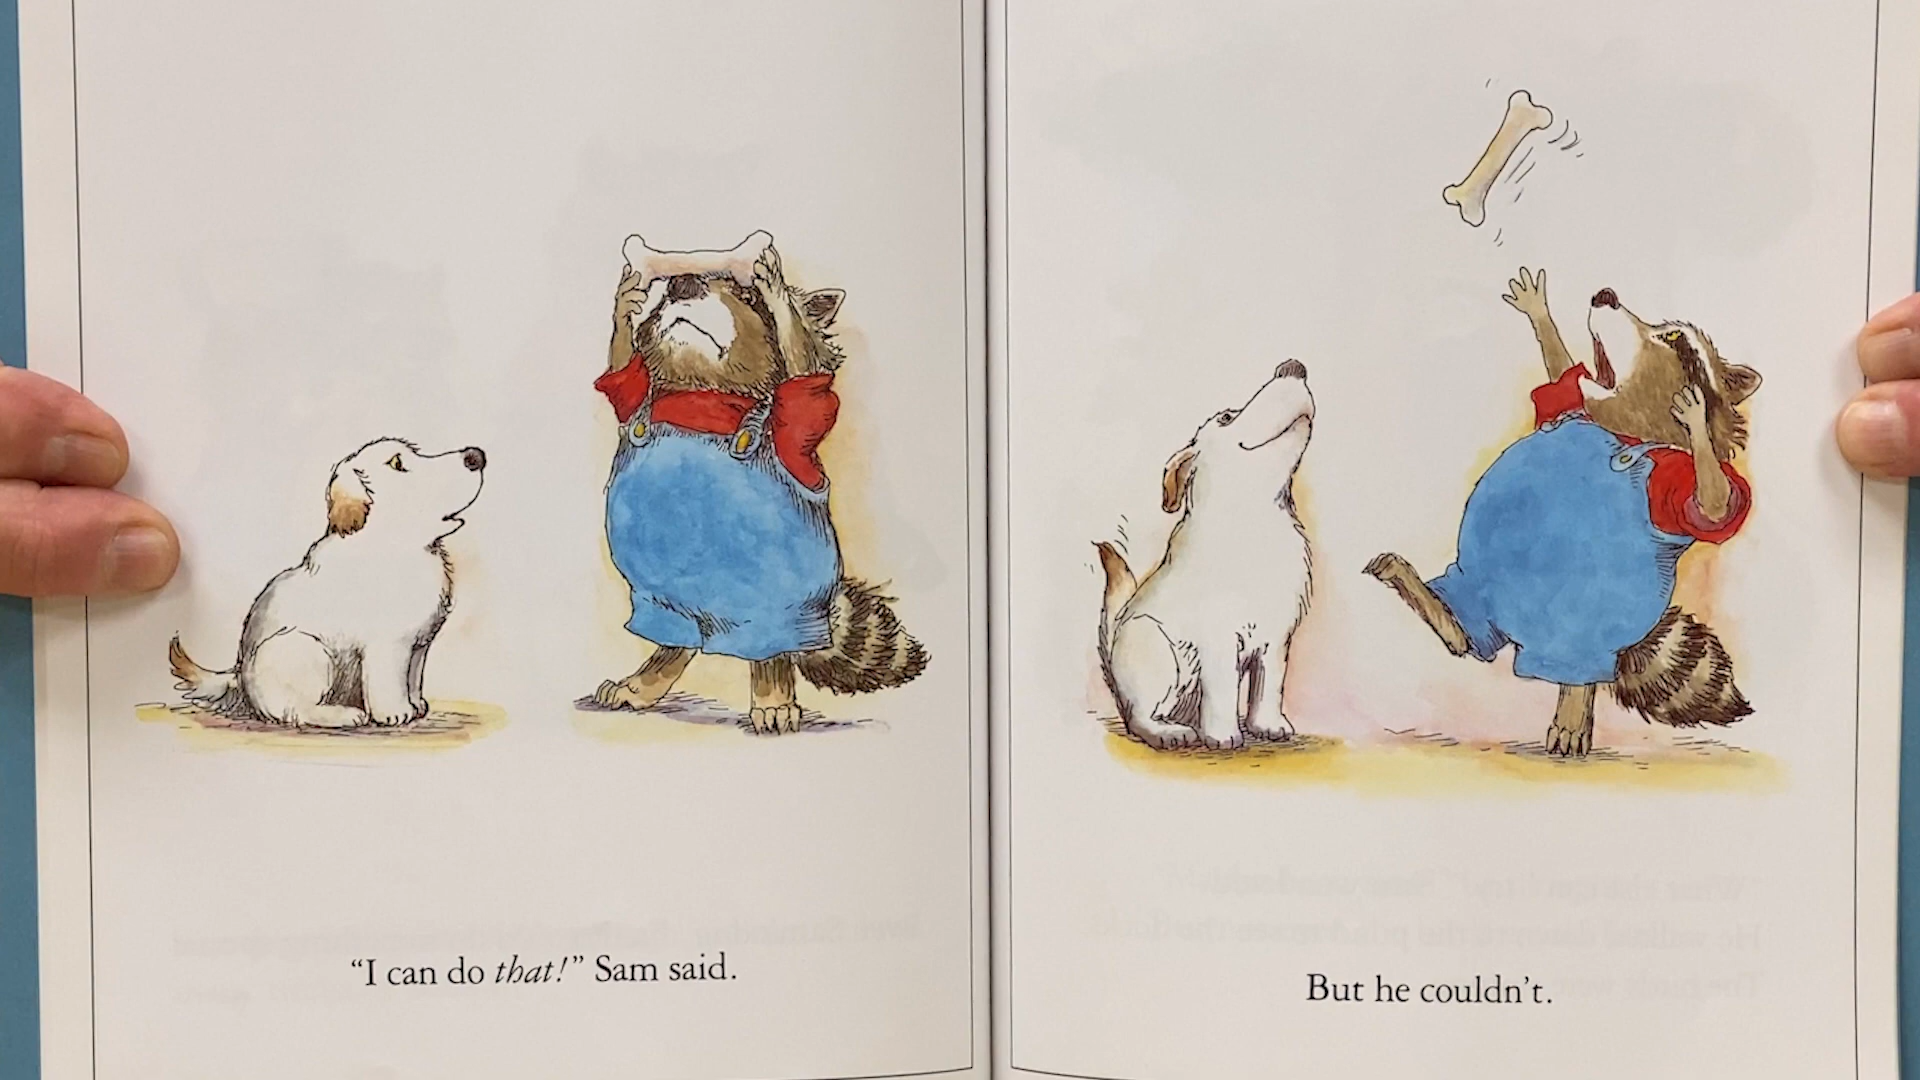 “I can do that!” Sam said.
But he couldn’t.